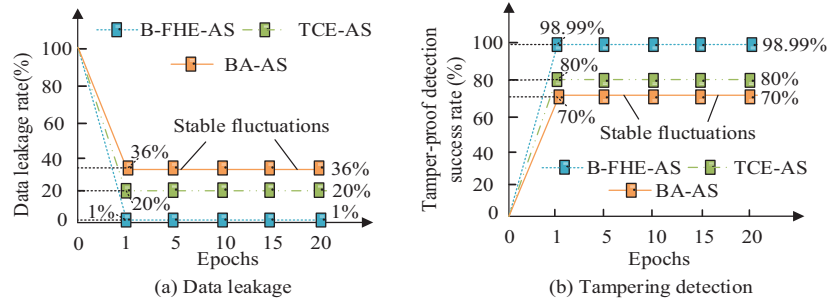 B-FHE-AS TCE-AS
BA-AS
Data leakage rate(%)
100
80
60
40
20
0
Stable fluctuations
36%
36%
20%
20%
1%
1%
0 1 5 10 15 20
Epochs
(a) Data leakage
Tamper-proof detection
success rate (%)
100
80
60
40
20
0
98.99%
98.99%
80%
80%
70%
70%
Stable fluctuations
B-FHE-AS TCE-AS
BA-AS
0 1 5 10 15 20
Epochs
(b) Tampering detection